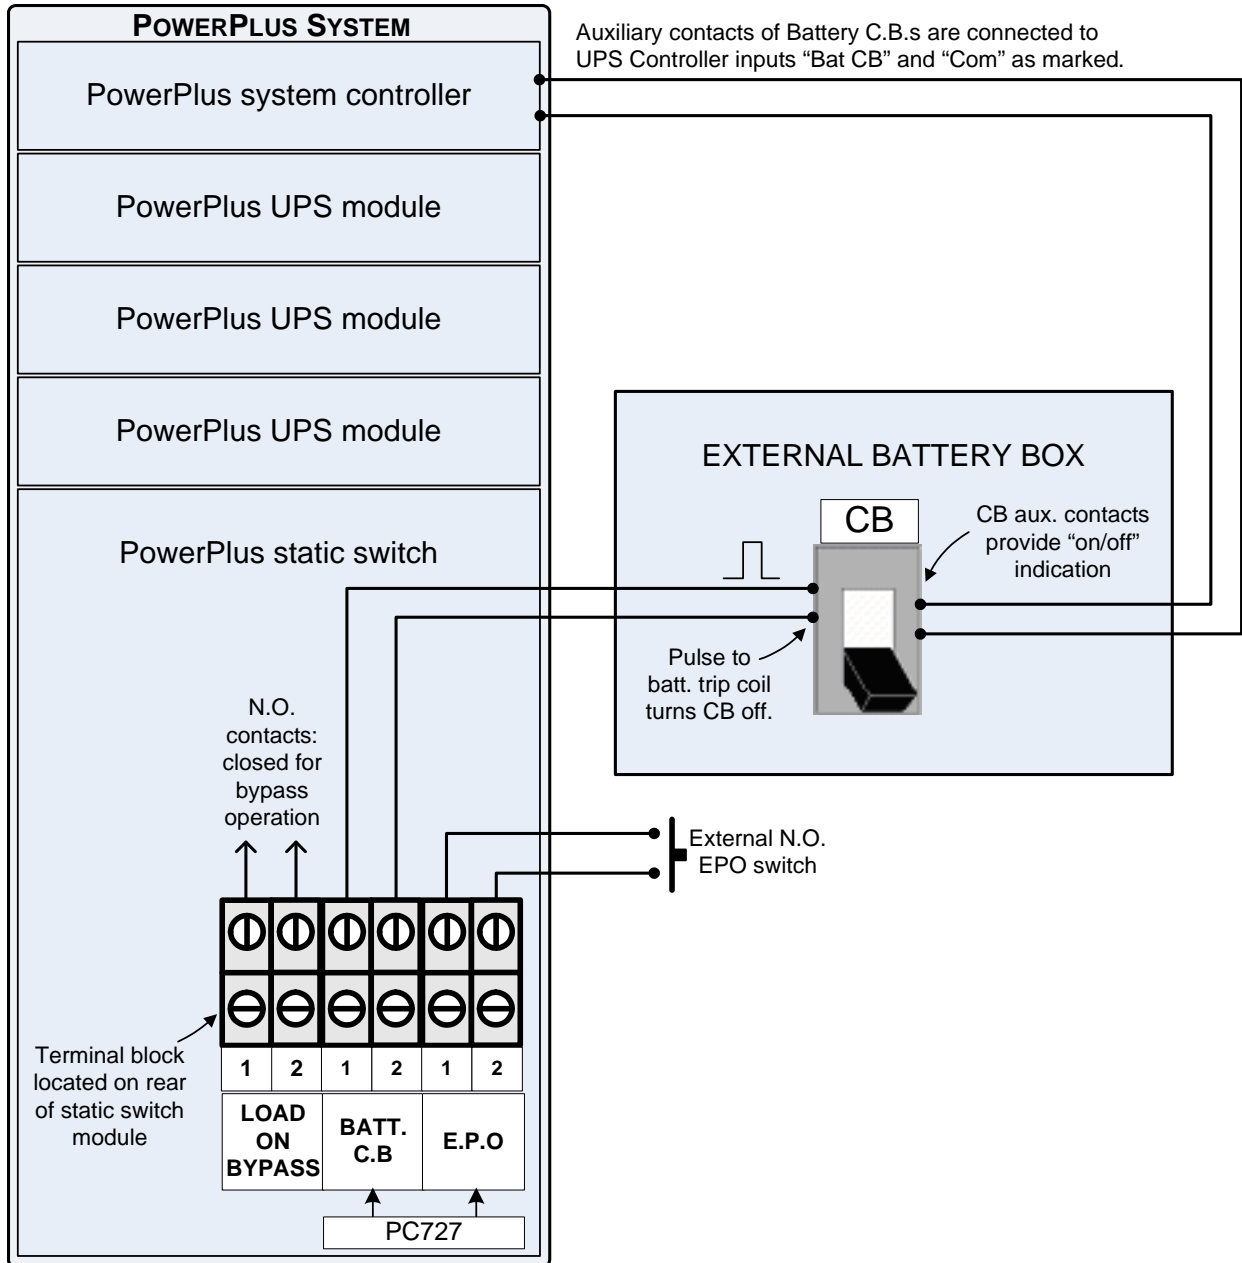 POWERPLUS SYSTEM
Auxiliary contacts of Battery C.B.s are connected to
UPS Controller inputs “Bat CB” and “Com” as marked.
PowerPlus system controller
PowerPlus UPS module
PowerPlus UPS module
PowerPlus UPS module
EXTERNAL BATTERY BOX
CB
CB aux. contacts
provide “on/off”
indication
PowerPlus static switch
Pulse to
batt. trip coil
turns CB off.
N.O.
contacts:
closed for
bypass
operation
External N.O.
EPO switch
Terminal block
located on rear
of static switch
module
1 2 1 2 1 2
LOAD
ON
BYPASS
BATT.
C.B
E.P.O
PC727